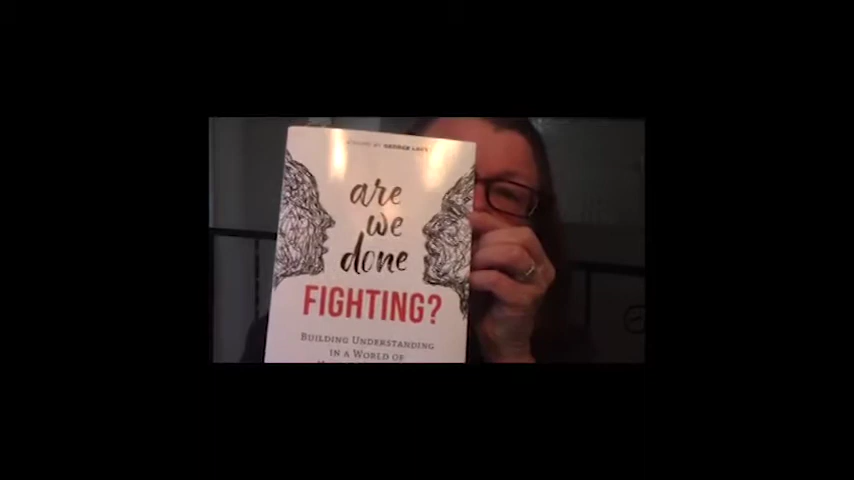 are
we
done
FIGHTING?
BUILDING UNDERSTANDING
IN A WORLD OF